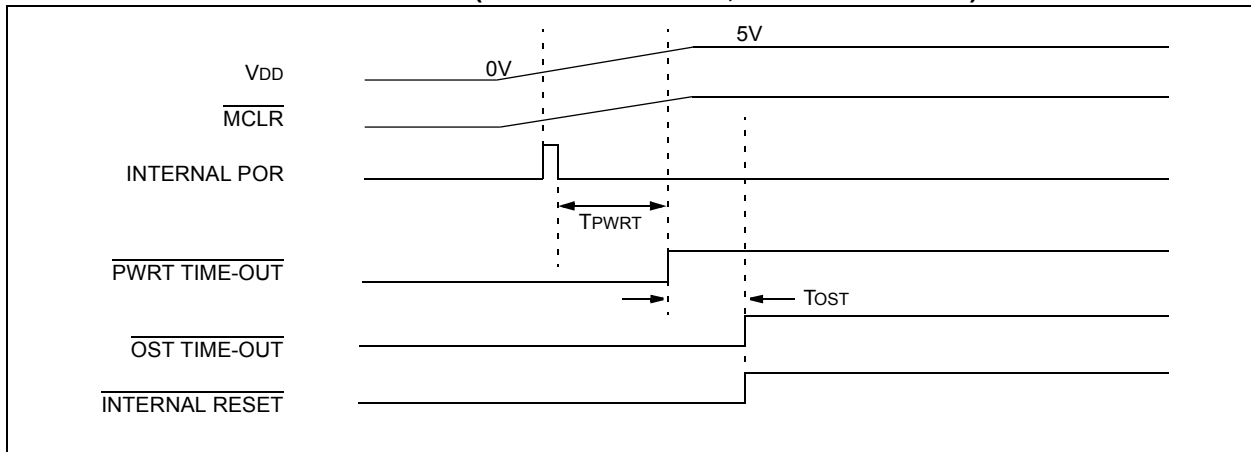 5V
VDD
0V
MCLR
INTERNAL POR
TPWRT
PWRT TIME-OUT
TOST
OST TIME-OUT
INTERNAL RESET